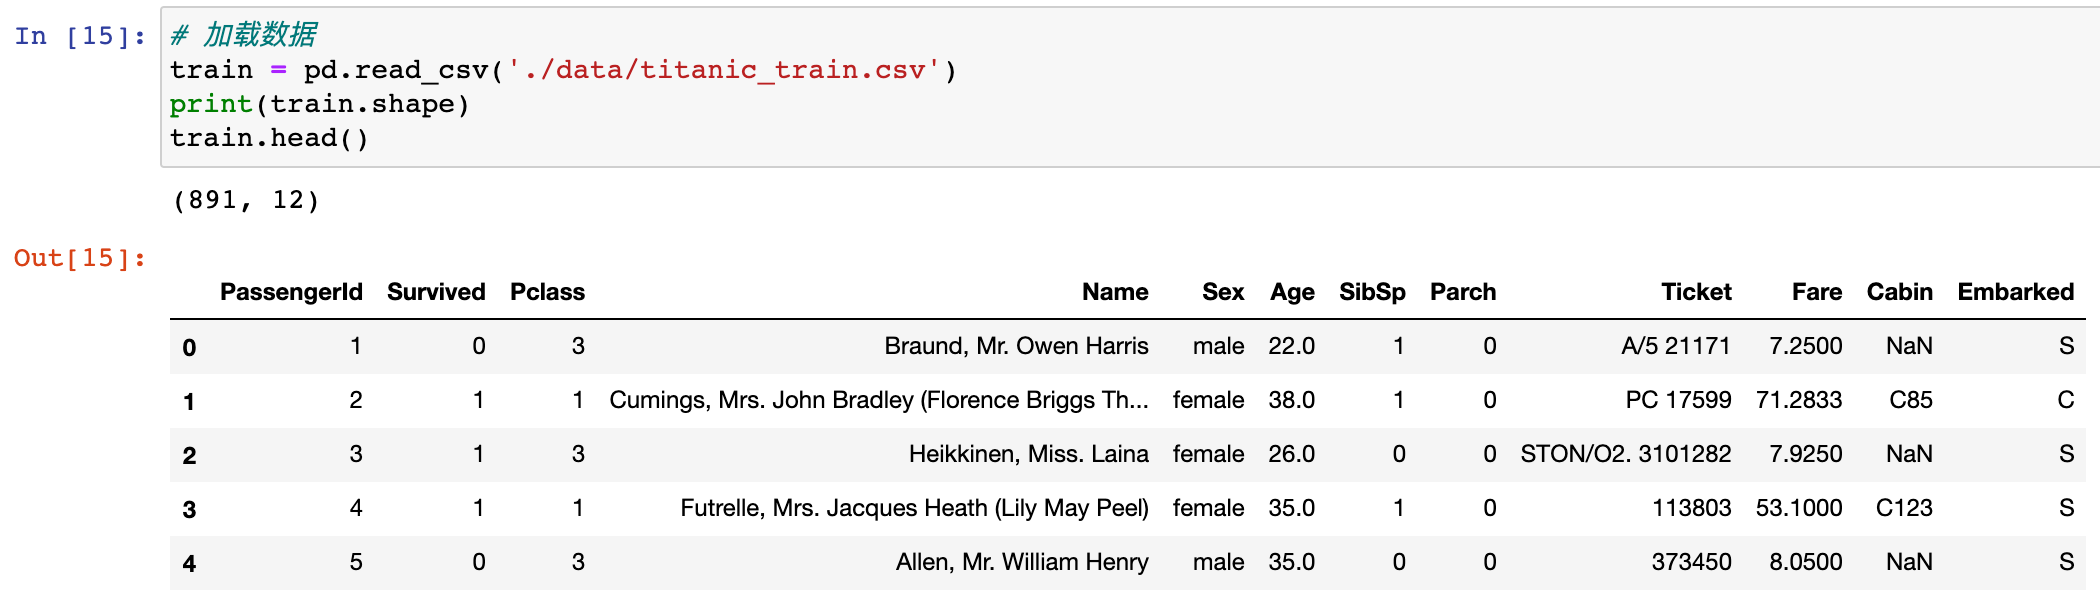 In [15]:
# 加载数据
train = pd.read_csv('./data/titanic_train.csv')
print(train.shape)
train.head()
(891, 12)
Out[15]:
PassengerId Survived Pclass Name Sex Age SibSp Parch Ticket Fare Cabin Embarked
0 1 0 3 Braund, Mr. Owen Harris male 22.0 1 0 A/5 21171 7.2500 NaN S
1 2 1 1 Cumings, Mrs. John Bradley (Florence Briggs Th... female 38.0 1 0 PC 17599 71.2833 C85 C
2 3 1 3 Heikkinen, Miss. Laina female 26.0 0 0 STON/O2. 3101282 7.9250 NaN S
3 4 1 1 Futrelle, Mrs. Jacques Heath (Lily May Peel) female 35.0 1 0 113803 53.1000 C123 S
4 5 0 3 Allen, Mr. William Henry male 35.0 0 0 373450 8.0500 NaN S